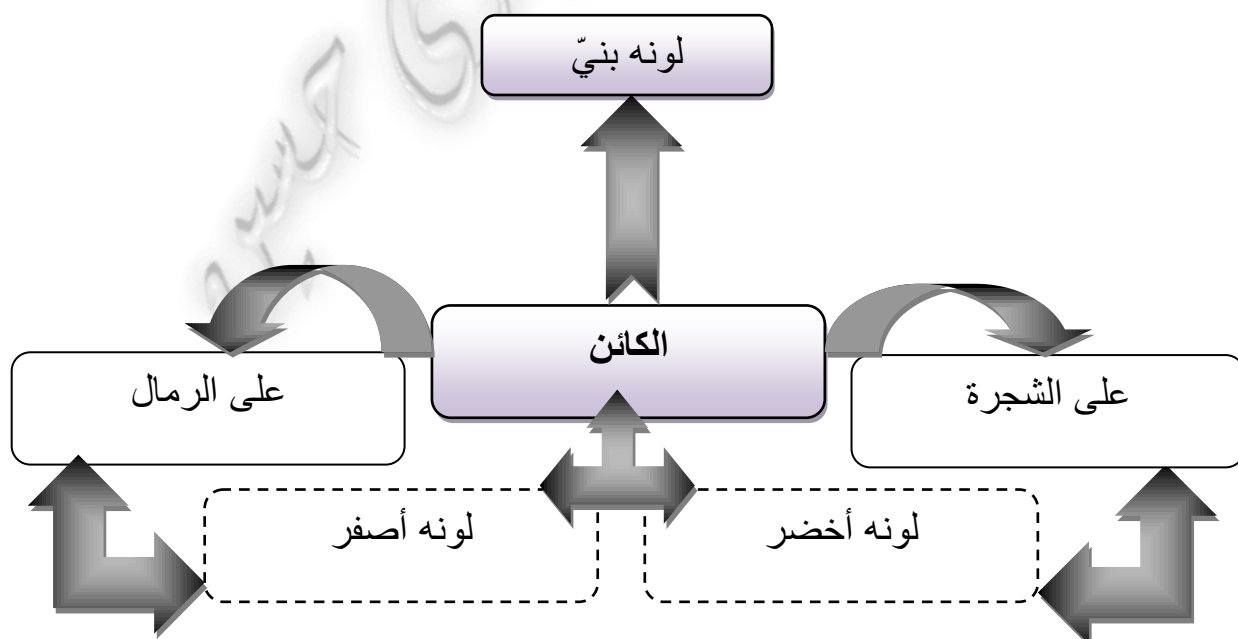 لونه بنيّ
الكائن
على الشجرة
على الرمال
لونه أخضر
لونه أصفر